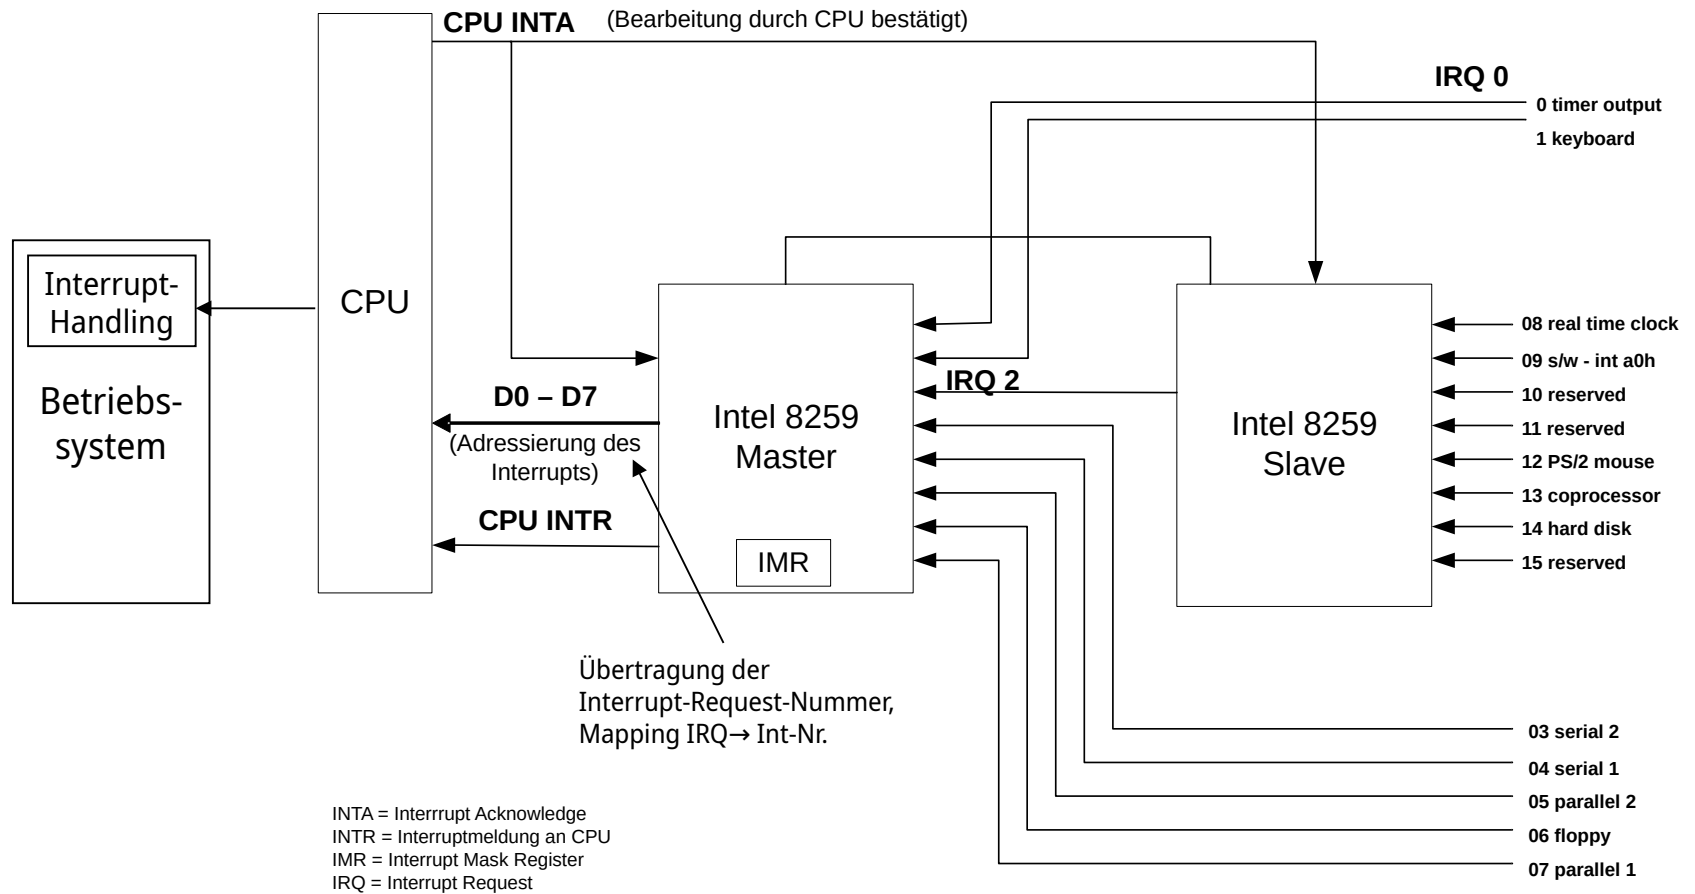 CPU INTA (Bearbeitung durch CPU bestätigt)
IRQ 0
0 timer output
1 keyboard
Interrupt-
Handling
Betriebs-
system
CPU
D0 – D7
(Adressierung des
Interrupts)
CPU INTR
Intel 8259
Master
IMR
IRQ 2
Intel 8259
Slave
08 real time clock
09 s/w - int a0h
10 reserved
11 reserved
12 PS/2 mouse
13 coprocessor
14 hard disk
15 reserved
Übertragung der
Interrupt-Request-Nummer,
Mapping IRQ→ Int-Nr.
03 serial 2
04 serial 1
05 parallel 2
06 floppy
07 parallel 1
INTA = Interrrupt Acknowledge
INTR = Interruptmeldung an CPU
IMR = Interrupt Mask Register
IRQ = Interrupt Request